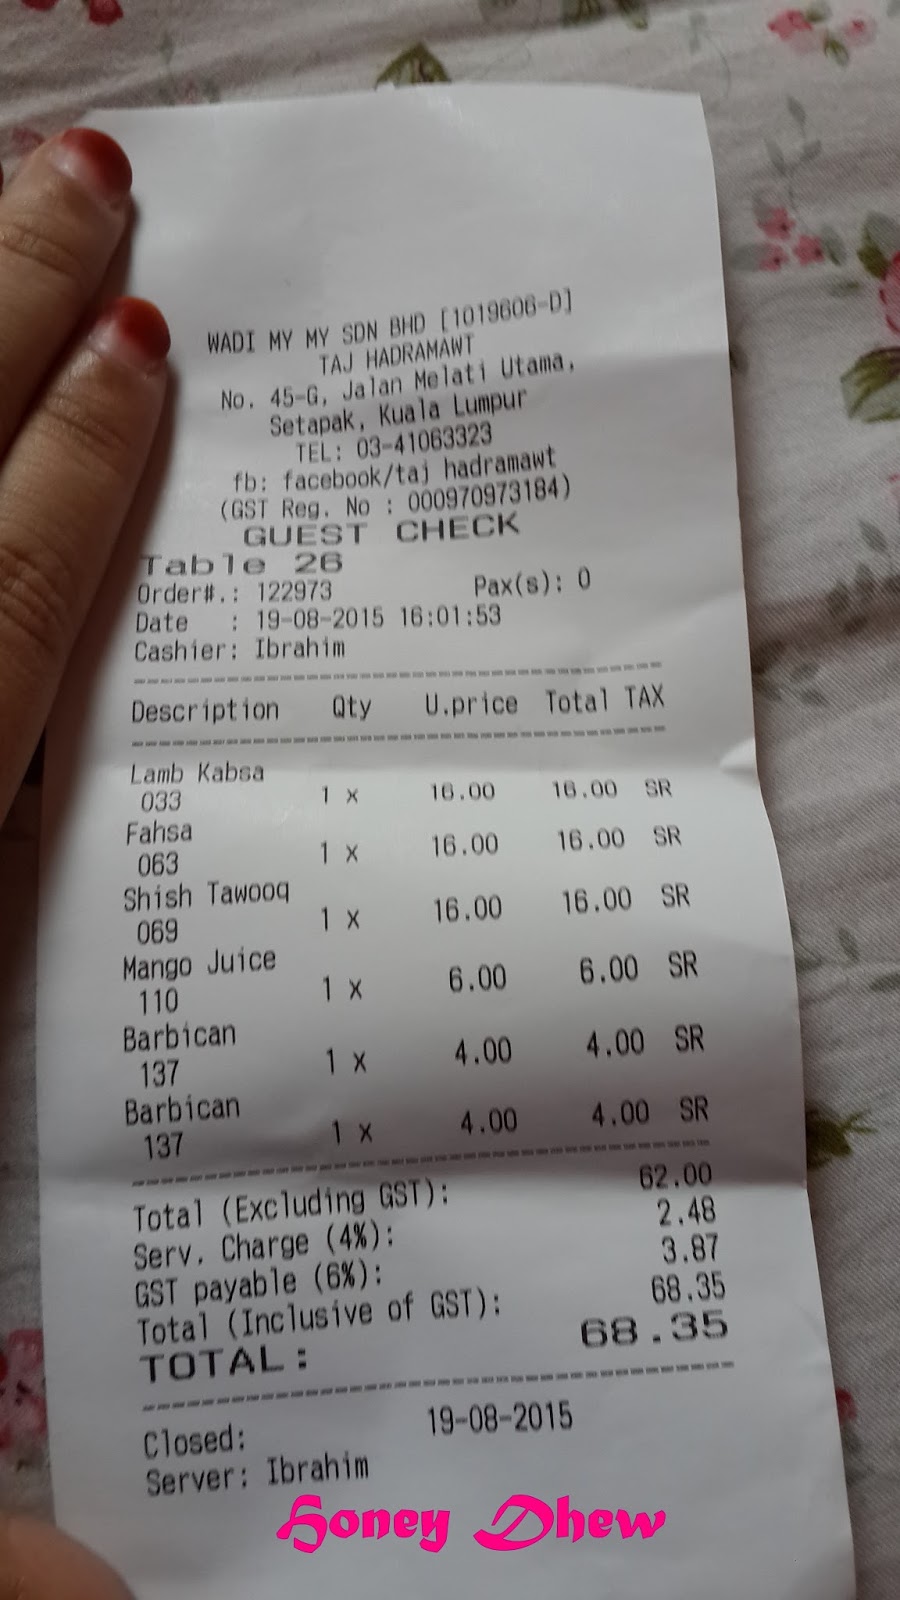 WADI MY MY SDN BHD [1019606-D]
TAJ HADRAMAWT
No. 45-G, Jalan Melati Utama,
Setapak, Kuala Lumpur
TEL: 03-41063323
fb: facebook/taj hadramawt
(GST Reg. No : 000970973184)
GUEST CHECK
Table 26
Order#.: 122973 Pax(s): 0
Date : 19-08-2015 16:01:53
Cashier: Ibrahim
Description Qty U.price Total TAX
Lamb Kabsa
033 1 x 16.00 16.00 SR
Fahsa
063 1 x 16.00 16.00 SR
Shish Tawooq
069 1 x 16.00 16.00 SR
Mango Juice
110 1 x 6.00 6.00 SR
Barbican
137 1 x 4.00 4.00 SR
Barbican
137 1 x 4.00 4.00 SR
Total (Excluding GST): 62.00
Serv. Charge (4%): 2.48
GST payable (6%): 3.87
Total (Inclusive of GST): 68.35
TOTAL: 68.35
Closed: 19-08-2015
Server: Ibrahim
Honey Dhew